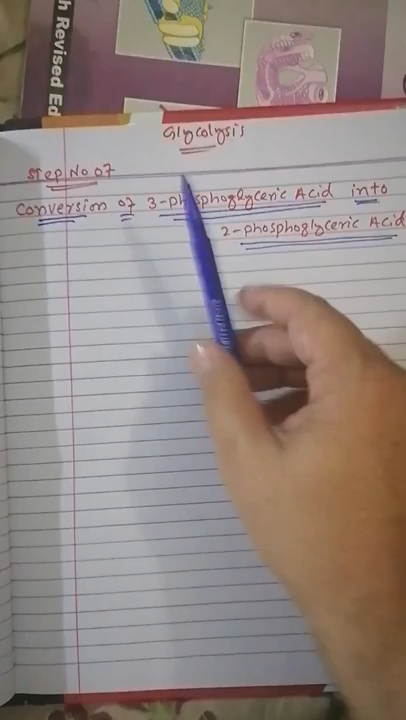 h Revised Ed
Glycolysis
Step No 07
Conversion of 3-phosphoglyceric Acid into
2-phosphoglyceric Acid